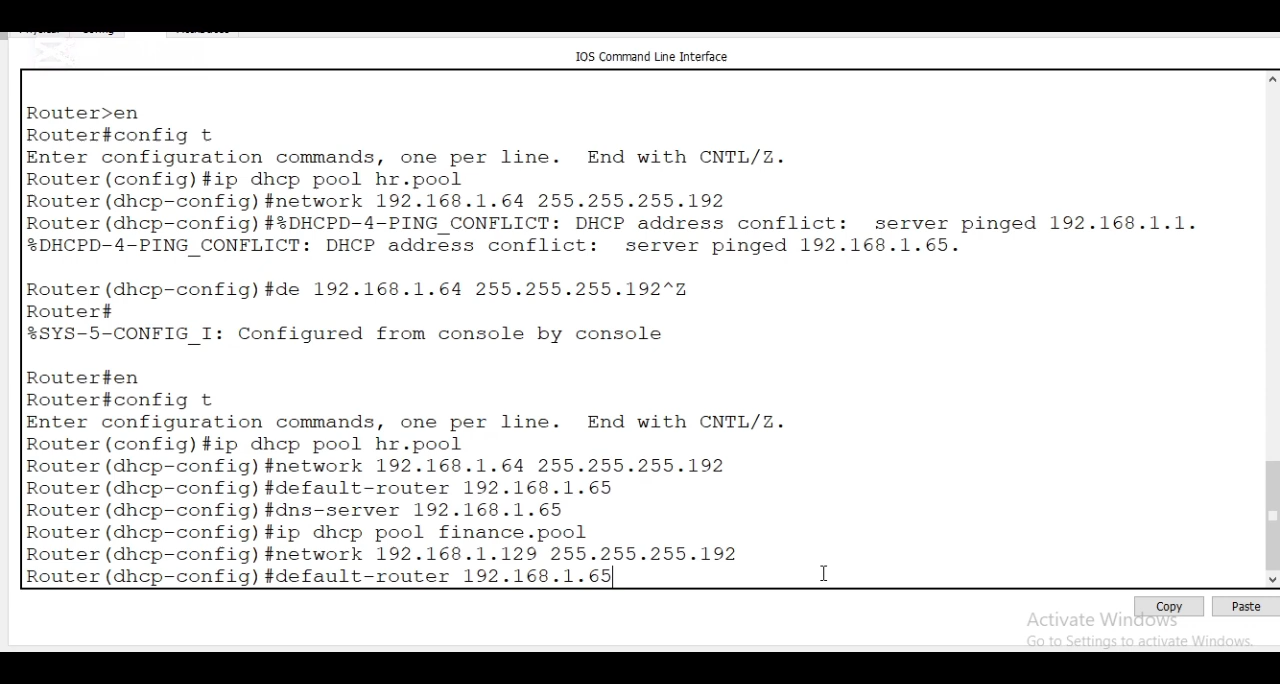 IOS Command Line Interface
Router>en
Router#config t
Enter configuration commands, one per line.  End with CNTL/Z.
Router(config)#ip dhcp pool hr.pool
Router(dhcp-config)#network 192.168.1.64 255.255.255.192
Router(dhcp-config)#%DHCPD-4-PING_CONFLICT: DHCP address conflict:  server pinged 192.168.1.1.
%DHCPD-4-PING_CONFLICT: DHCP address conflict:  server pinged 192.168.1.65.
Router(dhcp-config)#de 192.168.1.64 255.255.255.192^Z
Router#
%SYS-5-CONFIG_I: Configured from console by console
Router#en
Router#config t
Enter configuration commands, one per line.  End with CNTL/Z.
Router(config)#ip dhcp pool hr.pool
Router(dhcp-config)#network 192.168.1.64 255.255.255.192
Router(dhcp-config)#default-router 192.168.1.65
Router(dhcp-config)#dns-server 192.168.1.65
Router(dhcp-config)#ip dhcp pool finance.pool
Router(dhcp-config)#network 192.168.1.129 255.255.255.192
Router(dhcp-config)#default-router 192.168.1.65
Copy
Paste
Activate Windows
Go to Settings to activate Windows.